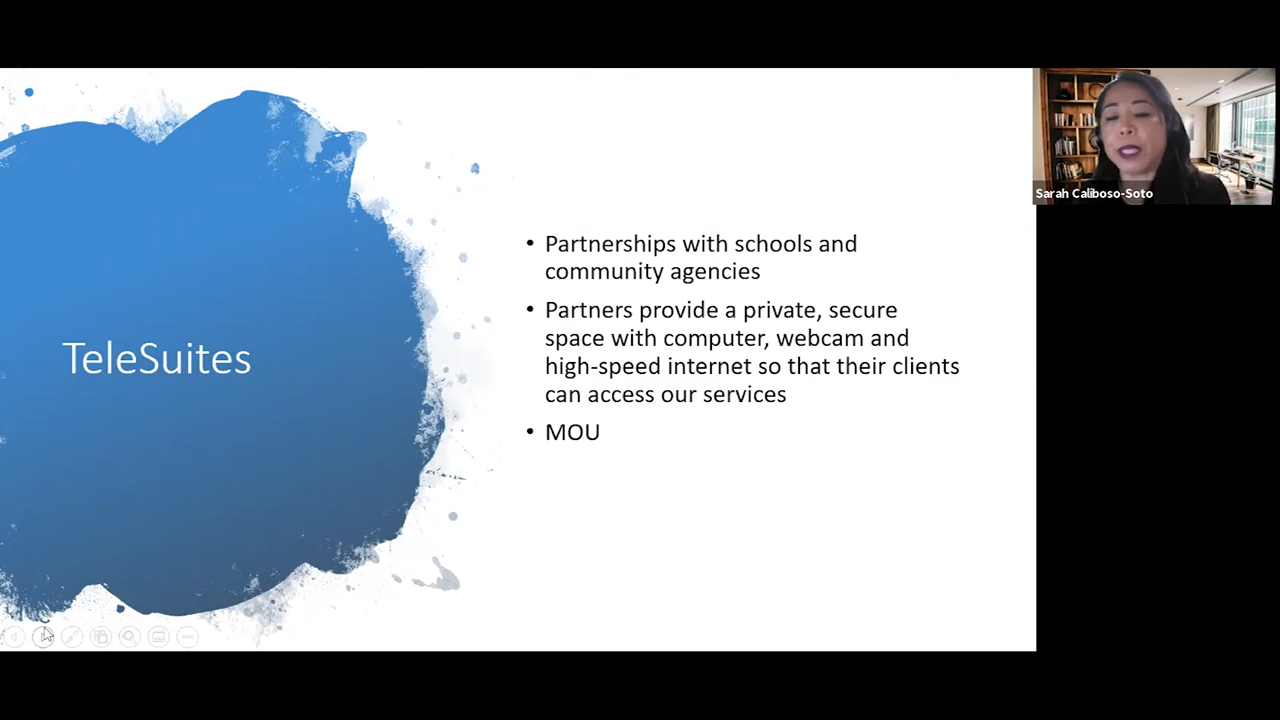 Sarah Caliboso-Soto
TeleSuites
• Partnerships with schools and
community agencies
• Partners provide a private, secure
space with computer, webcam and
high-speed internet so that their clients
can access our services
• MOU